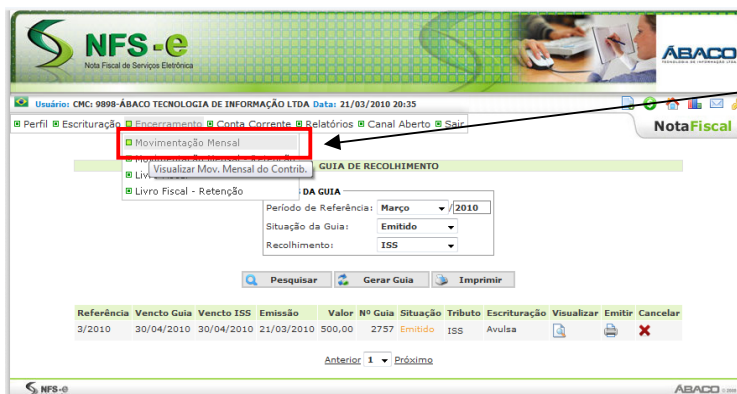 NFS-e
Nota Fiscal de Serviços Eletrônica
ÁBACO
Usuário: CMC: 9898-ÁBACO TECNOLOGIA DE INFORMAÇÃO LTDA Data: 21/03/2010 20:35
Perfil Escrituração Encerramento Conta Corrente Relatórios Canal Aberto Sair
NotaFiscal
Movimentação Mensal
Movimentação Mensal - Retenção
Visualizar Mov. Mensal do Contrib.
GUIA DE RECOLHIMENTO
Livro Fiscal - Retenção
DA GUIA
Período de Referência: Março / 2010
Situação da Guia: Emitido
Recolhimento: ISS
Pesquisar Gerar Guia Imprimir
Referência Vencto Guia Vencto ISS Emissão Valor Nº Guia Situação Tributo Escrituração Visualizar Emitir Cancelar
3/2010 30/04/2010 30/04/2010 21/03/2010 500,00 2757 Emitido ISS Avulsa
Anterior 1 Próximo
NFS-e
ÁBACO